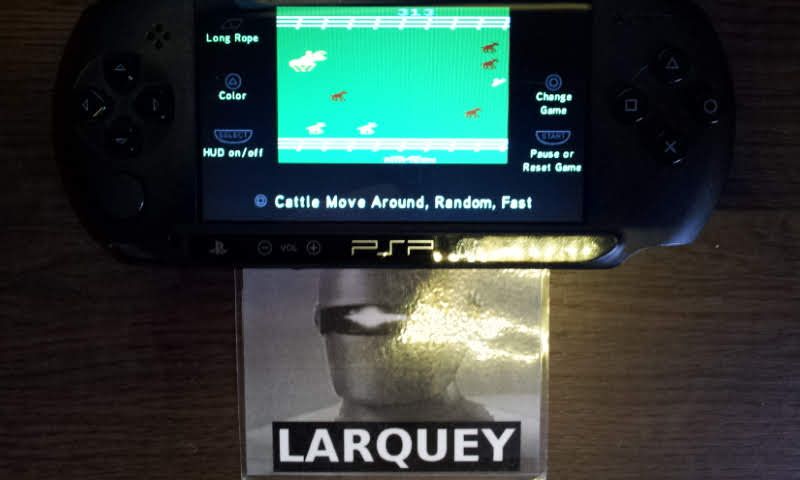 313
Long Rope
Color
Change
Game
SELECT
START
HUD on/off
Pause or
Reset Game
Cattle Move Around, Random, Fast
VOL
PSP
LARQUEY